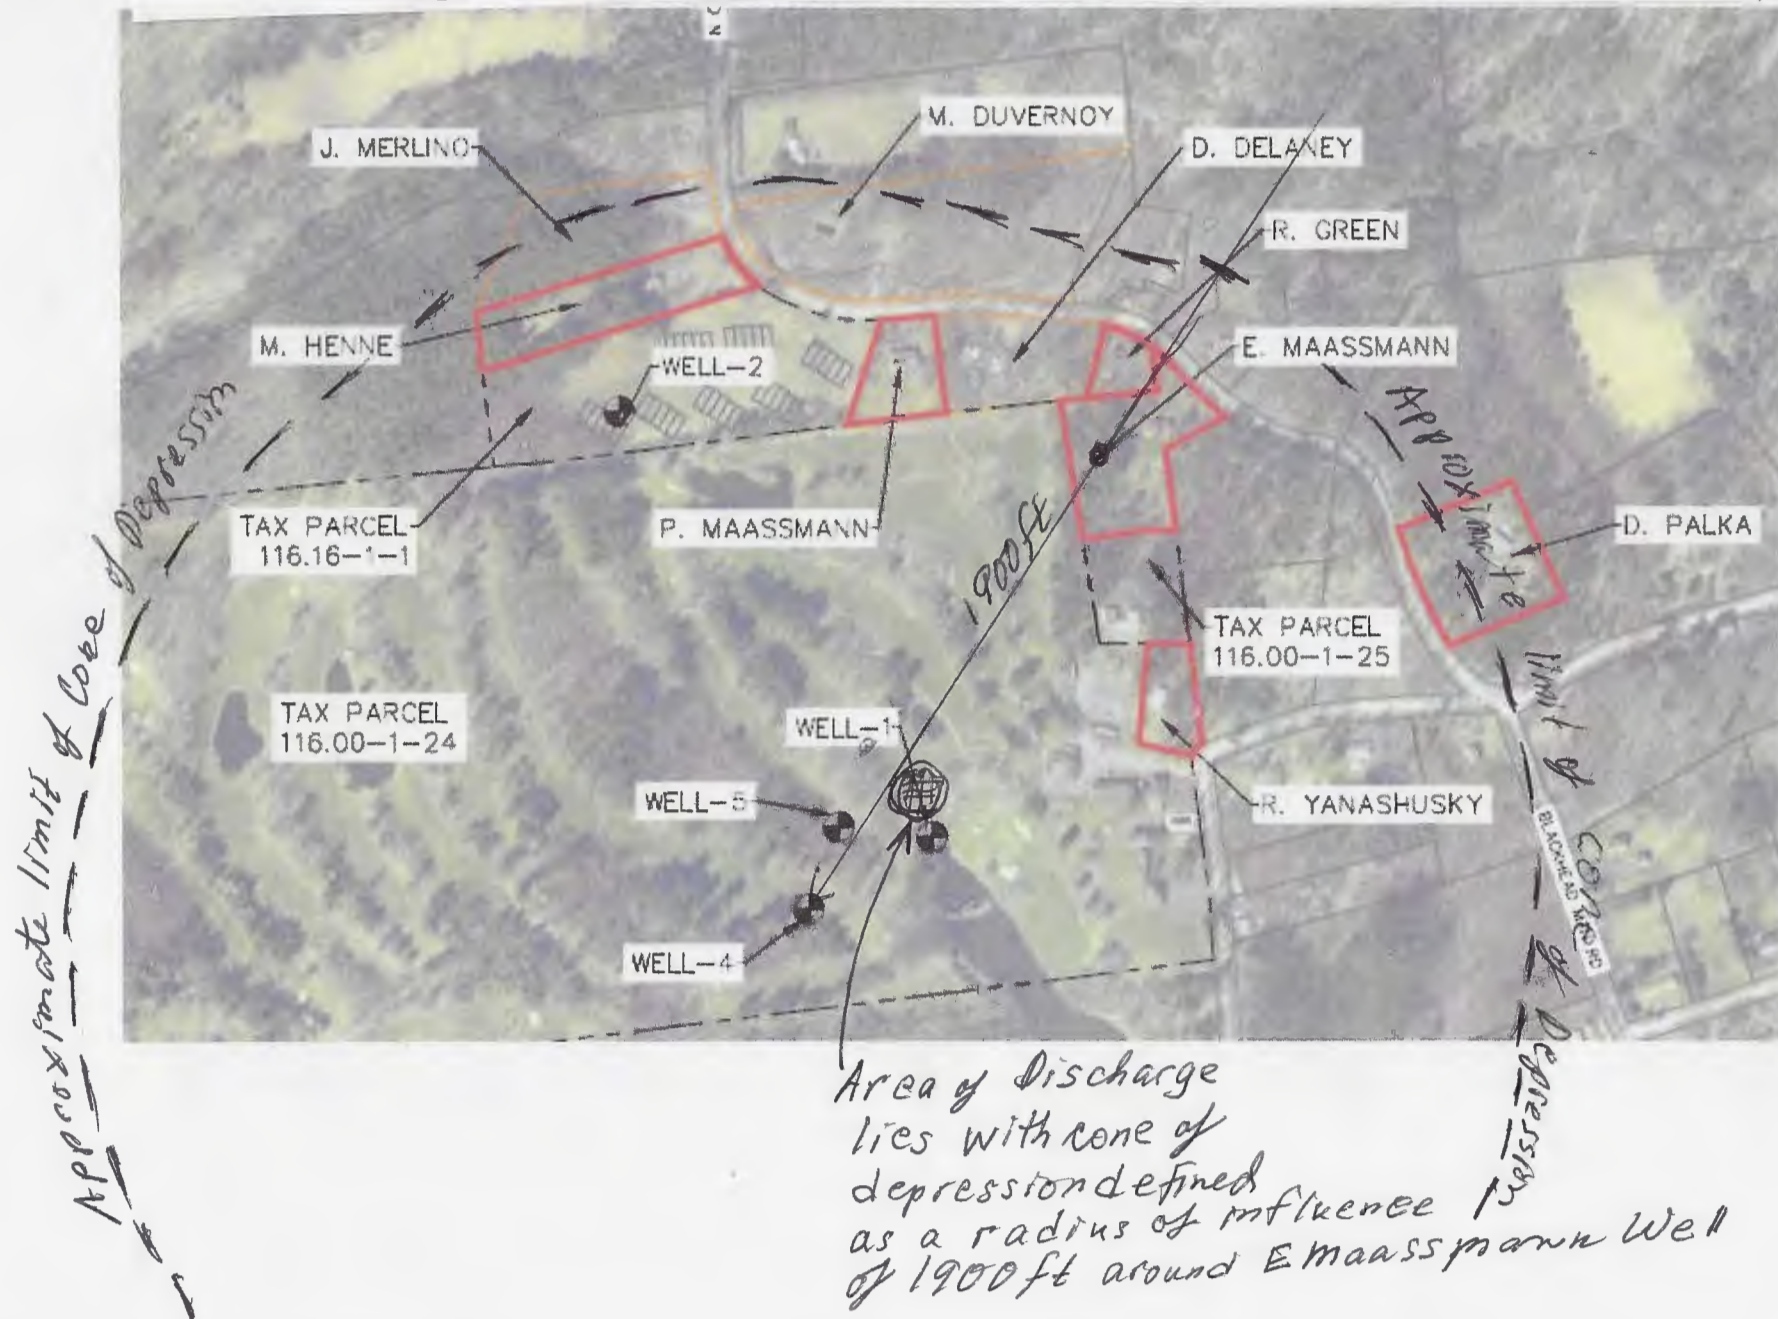 J. MERLINO
M. DUVERNOY
D. DELANEY
R. GREEN
M. HENNE
WELL-2
E. MAASSMANN
TAX PARCEL
116.16-1-1
P. MAASSMANN
D. PALKA
1900ft
TAX PARCEL
116.00-1-25
TAX PARCEL
116.00-1-24
WELL-1
WELL-5
R. YANASHUSKY
WELL-4
Approximate limit of Cone of Depression
Approximate limit of Cone of Depression
Area of Discharge
lies with cone of
depression defined
as a radius of influence
of 1900ft around E Maassmann Well